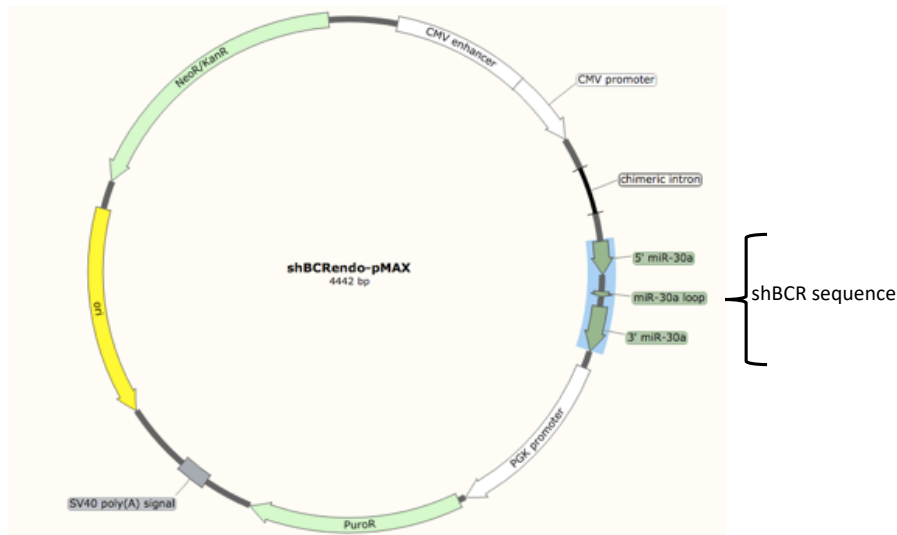 NeoR/KanR
CMV enhancer
CMV promoter
chimeric intron
shBCRendo-pMAX
4442 bp
5' miR-30a
miR-30a loop
3' miR-30a
shBCR sequence
ori
PGK promoter
SV40 poly(A) signal
PuroR